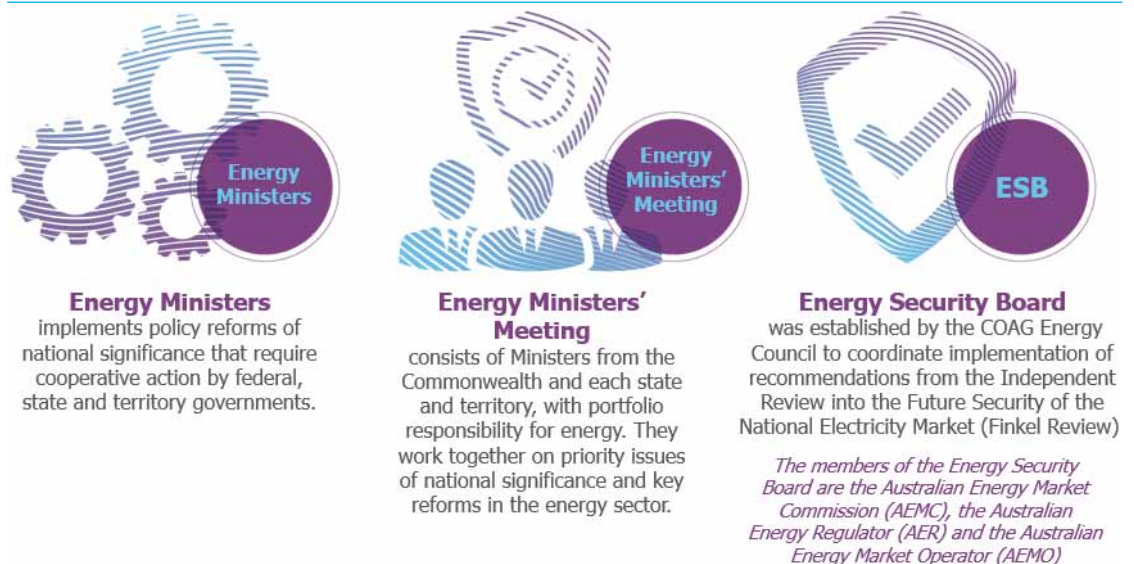 Energy
Ministers
Energy Ministers
implements policy reforms of
national significance that require
cooperative action by federal,
state and territory governments.
Energy
Ministers’
Meeting
Energy Ministers’
Meeting
consists of Ministers from the
Commonwealth and each state
and territory, with portfolio
responsibility for energy. They
work together on priority issues
of national significance and key
reforms in the energy sector.
ESB
Energy Security Board
was established by the COAG Energy
Council to coordinate implementation of
recommendations from the Independent
Review into the Future Security of the
National Electricity Market (Finkel Review)
The members of the Energy Security
Board are the Australian Energy Market
Commission (AEMC), the Australian
Energy Regulator (AER) and the Australian
Energy Market Operator (AEMO)